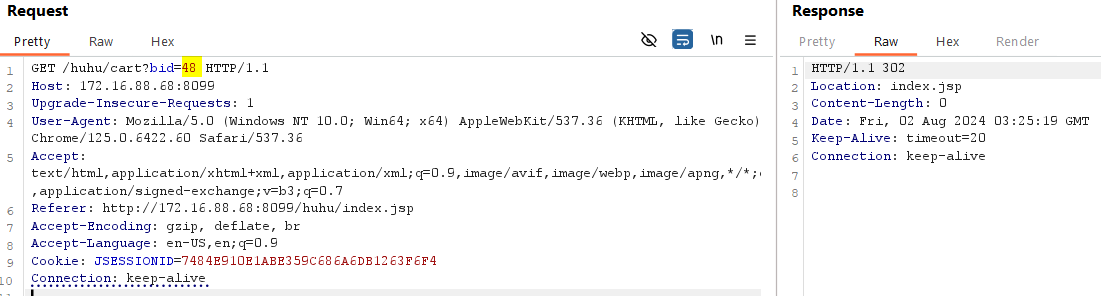 Request
Pretty Raw Hex
\n
1 GET /huhu/cart?bid=48 HTTP/1.1
2 Host: 172.16.88.68:8099
3 Upgrade-Insecure-Requests: 1
4 User-Agent: Mozilla/5.0 (Windows NT 10.0; Win64; x64) AppleWebKit/537.36 (KHTML, like Gecko)
Chrome/125.0.6422.60 Safari/537.36
5 Accept:
text/html,application/xhtml+xml,application/xml;q=0.9,image/avif,image/webp,image/apng,*/*;
,application/signed-exchange;v=b3;q=0.7
6 Referer: http://172.16.88.68:8099/huhu/index.jsp
7 Accept-Encoding: gzip, deflate, br
8 Accept-Language: en-US,en;q=0.9
9 Cookie: JSESSIONID=7484E910E1ABE359C686A6DB1263F6F4
10 Connection: keep-alive
Response
Pretty Raw Hex Render
1 HTTP/1.1 302
2 Location: index.jsp
3 Content-Length: 0
4 Date: Fri, 02 Aug 2024 03:25:19 GMT
5 Keep-Alive: timeout=20
6 Connection: keep-alive
7
8